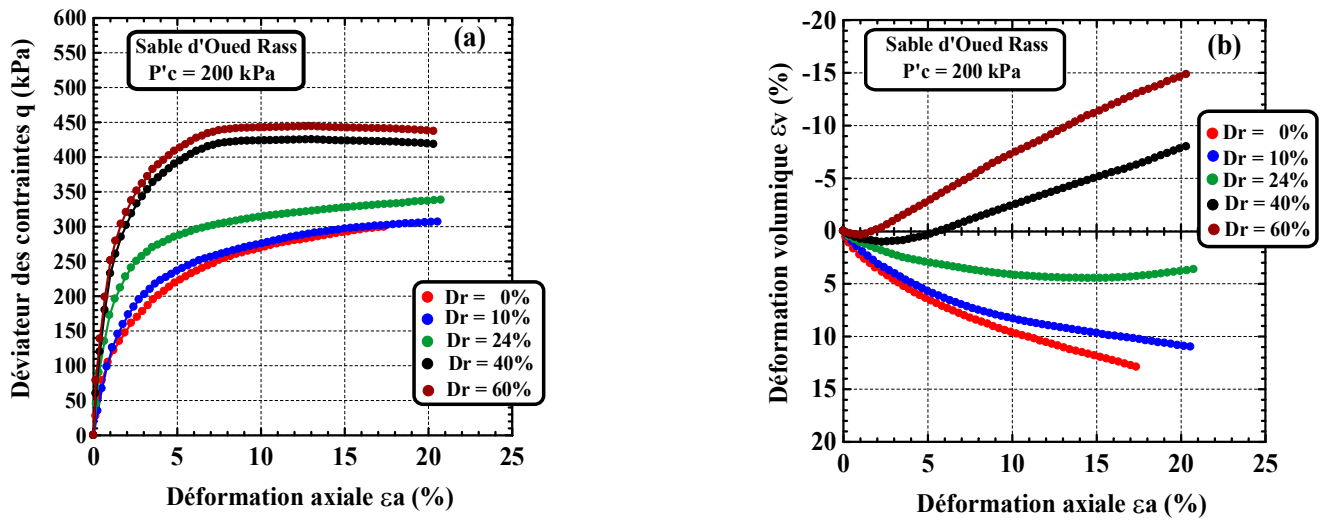 (a)
Sable d'Oued Rass
P'c = 200 kPa
Déviateur des contraintes q (kPa)
600
550
500
450
400
350
300
250
200
150
100
50
0
Dr = 0%
Dr = 10%
Dr = 24%
Dr = 40%
Dr = 60%
0 5 10 15 20 25
Déformation axiale εa (%)
(b)
Sable d'Oued Rass
P'c = 200 kPa
Déformation volumique εv (%)
-20
-15
-10
-5
0
5
10
15
20
Dr = 0%
Dr = 10%
Dr = 24%
Dr = 40%
Dr = 60%
0 5 10 15 20 25
Déformation axiale εa (%)